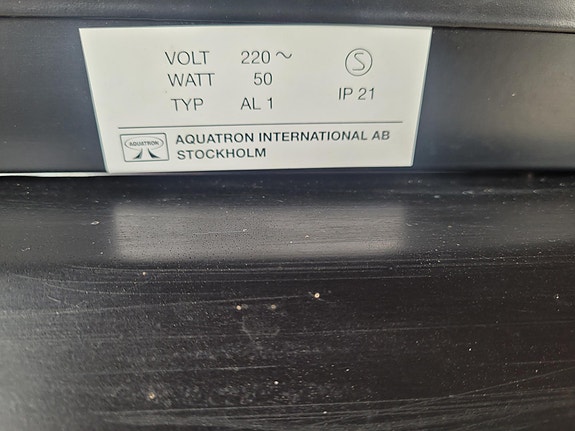 VOLT 220~ Ⓢ
WATT 50
TYP AL 1 IP 21
AQUATRON AQUATRON INTERNATIONAL AB
STOCKHOLM